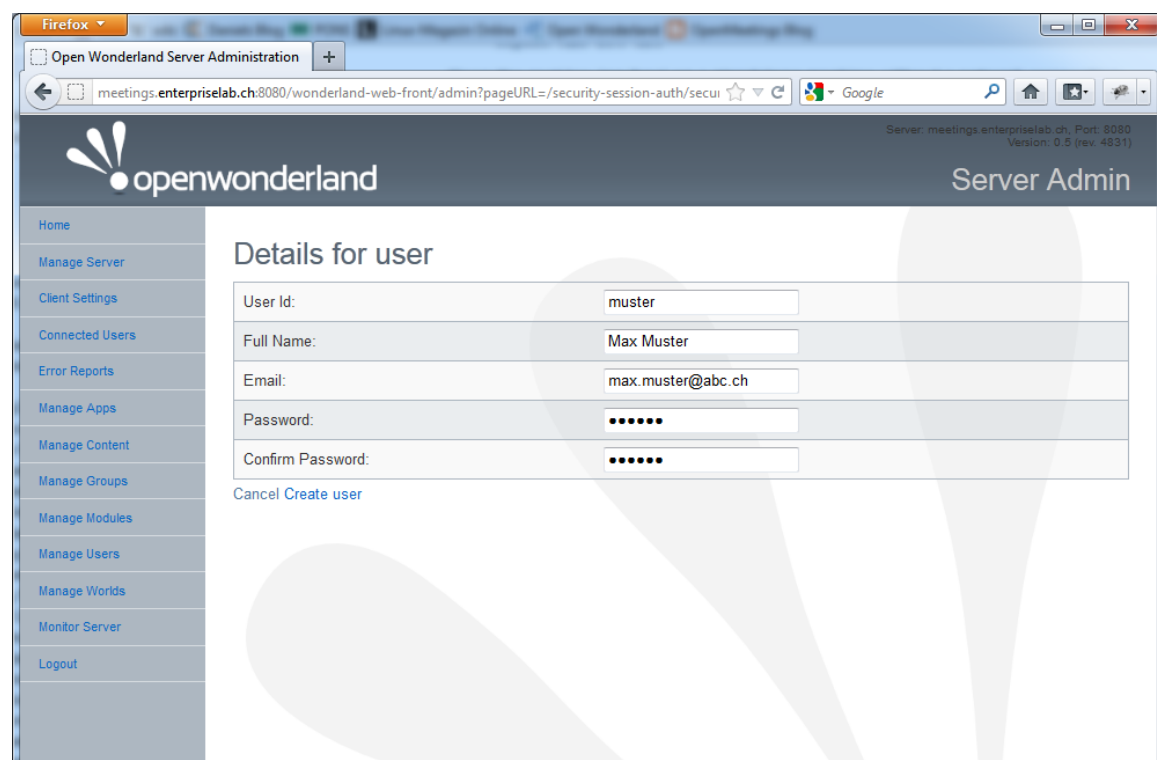 Firefox
Open Wonderland Server Administration
meetings.enterpriselab.ch:8080/wonderland-web-front/admin?pageURL=/security-session-auth/secur
Google
Server: meetings.enterpriselab.ch, Port: 8080
Version: 0.5 (rev. 4831)
openwonderland
Server Admin
Home
Manage Server
Client Settings
Connected Users
Error Reports
Manage Apps
Manage Content
Manage Groups
Manage Modules
Manage Users
Manage Worlds
Monitor Server
Logout
Details for user
User Id: muster
Full Name: Max Muster
Email: max.muster@abc.ch
Password: ••••••
Confirm Password: ••••••
Cancel Create user